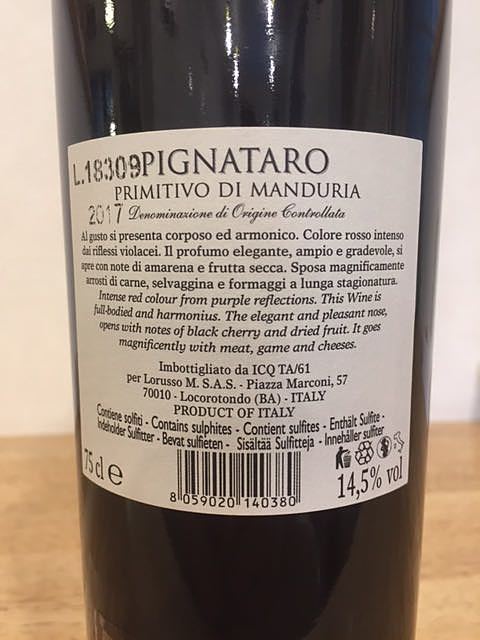 L.18309
PIGNATARO
PRIMITIVO DI MANDURIA
2017 Denominazione di Origine Controllata
Al gusto si presenta corposo ed armonico. Colore rosso intenso
dai riflessi violacei. Il profumo elegante, ampio e gradevole, si
apre con note di amarena e frutta secca. Sposa magnificamente
arrosti di carne, selvaggina e formaggi a lunga stagionatura.
Intense red colour from purple reflections. This Wine is
full-bodied and harmonius. The elegant and pleasant nose,
opens with notes of black cherry and dried fruit. It goes
magnificently with meat, game and cheeses.
Imbottigliato da ICQ TA/61
per Lorusso M. S.A.S. - Piazza Marconi, 57
70010 - Locorotondo (BA) - ITALY
PRODUCT OF ITALY
Contiene solfiti - Contains sulphites - Contient sulfites - Enthält Sulfite -
Indeholder Sulfitter - Bevat sulfieten - Sisältää Sulfitteja - Innehåller sulfiter
75 cl e
8 059020 140380
14,5% vol